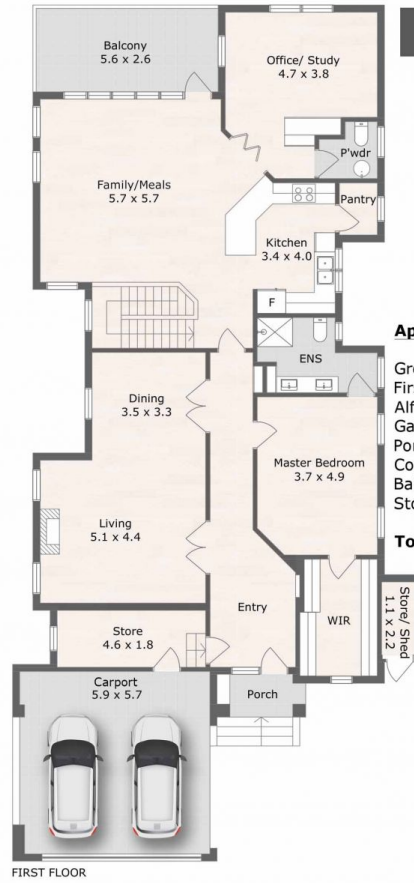 Balcony
5.6 x 2.6
Office/ Study
4.7 x 3.8
P'wdr
Family/Meals
5.7 x 5.7
Pantry
Kitchen
3.4 x 4.0
F
ENS
Dining
3.5 x 3.3
Master Bedroom
3.7 x 4.9
Living
5.1 x 4.4
Entry
WIR
Store
4.6 x 1.8
Carport
5.9 x 5.7
Porch
Store/ Shed
1.1 x 2.2
Ap
Gro
Firs
Alf
Ga
Por
Co
Ba
Sto
To
FIRST FLOOR